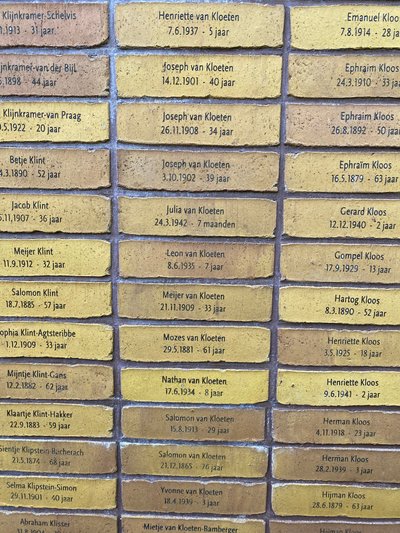 Klijnkramer-Schelvis
.1913 - 31 jaar.
jnkramer-van der Bijl
.1898 - 44 jaar
Klijnkramer-van Praag
.5.1922 - 20 jaar
Betje Klint
.3.1890 - 52 jaar
Jacob Klint
.11.1907 - 36 jaar
Meijer Klint
11.9.1912 - 31 jaar
Salomon Klint
18.7.1885 - 57 jaar
ophia Klint-Agtsteribbe
1.12.1909 - 33 jaar
Mijntje Klint-Gans
12.2.1882 - 62 jaar
Klaartje Klint-Hakker
22.9.1883 - 59 jaar
Sientje Klipstein-Bacherach
21.5.1874 - 68 jaar
Selma Klipstein-Simon
29.11.1901 - 40 jaar
Abraham Klisser
Henriette van Kloeten
7.6.1937 - 5 jaar
Joseph van Kloeten
14.12.1901 - 40 jaar
Joseph van Kloeten
26.11.1908 - 34 jaar
Joseph van Kloeten
3.10.1902 - 39 jaar
Julia van Kloeten
24.3.1942 - 7 maanden
Leon van Kloeten
8.6.1935 - 7 jaar
Meijer van Kloeten
21.11.1909 - 33 jaar
Mozes van Kloeten
29.5.1881 - 61 jaar
Nathan van Kloeten
17.6.1934 - 8 jaar
Salomon van Kloeten
15.8.1913 - 29 jaar
Salomon van Kloeten
21.12.1865 - 76 jaar
Yvonne van Kloeten
18.4.1939 - 3 jaar
Mietje van Kloeten-Bamberger
Emanuel Kloos
7.8.1914 - 28 ja
Ephraim Kloos
24.3.1910 - 33 ja
Ephraim Kloos
26.8.1892 - 50 jaa
Ephraïm Kloos
16.5.1879 - 63 jaa
Gerard Kloos
12.12.1940 - 2 jaar
Gompel Kloos
17.9.1929 - 13 jaar
Hartog Kloos
8.3.1890 - 52 jaar
Henriette Kloos
3.5.1925 - 18 jaar
Henriette Kloos
9.6.1941 - 2 jaar
Herman Kloos
4.11.1918 - 23 jaar
Herman Kloos
28.2.1939 - 3 jaar
Hijman Kloos
28.6.1879 - 63 jaar